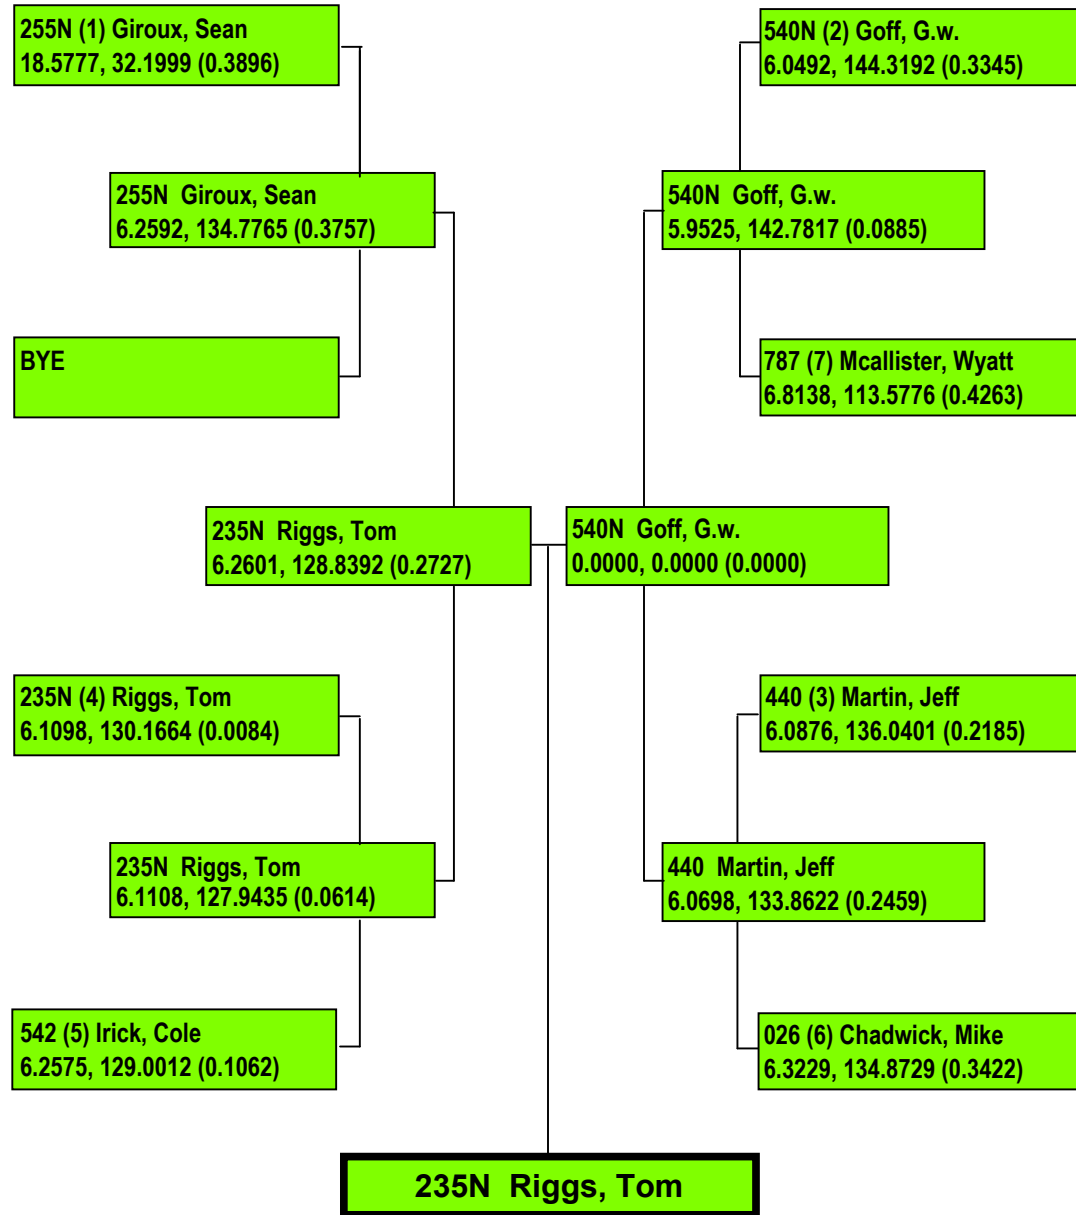 255N (1) Giroux, Sean
18.5777, 32.1999 (0.3896)
540N (2) Goff, G.w.
6.0492, 144.3192 (0.3345)
255N Giroux, Sean
6.2592, 134.7765 (0.3757)
540N Goff, G.w.
5.9525, 142.7817 (0.0885)
BYE
787 (7) Mcallister, Wyatt
6.8138, 113.5776 (0.4263)
235N Riggs, Tom
6.2601, 128.8392 (0.2727)
540N Goff, G.w.
0.0000, 0.0000 (0.0000)
235N (4) Riggs, Tom
6.1098, 130.1664 (0.0084)
440 (3) Martin, Jeff
6.0876, 136.0401 (0.2185)
235N Riggs, Tom
6.1108, 127.9435 (0.0614)
440 Martin, Jeff
6.0698, 133.8622 (0.2459)
542 (5) Irick, Cole
6.2575, 129.0012 (0.1062)
026 (6) Chadwick, Mike
6.3229, 134.8729 (0.3422)
235N Riggs, Tom